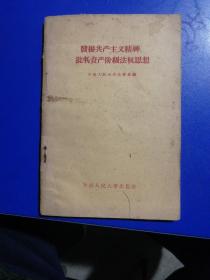 发扬共产主义精神
批判资产阶级法权思想
中国人民大学出版社